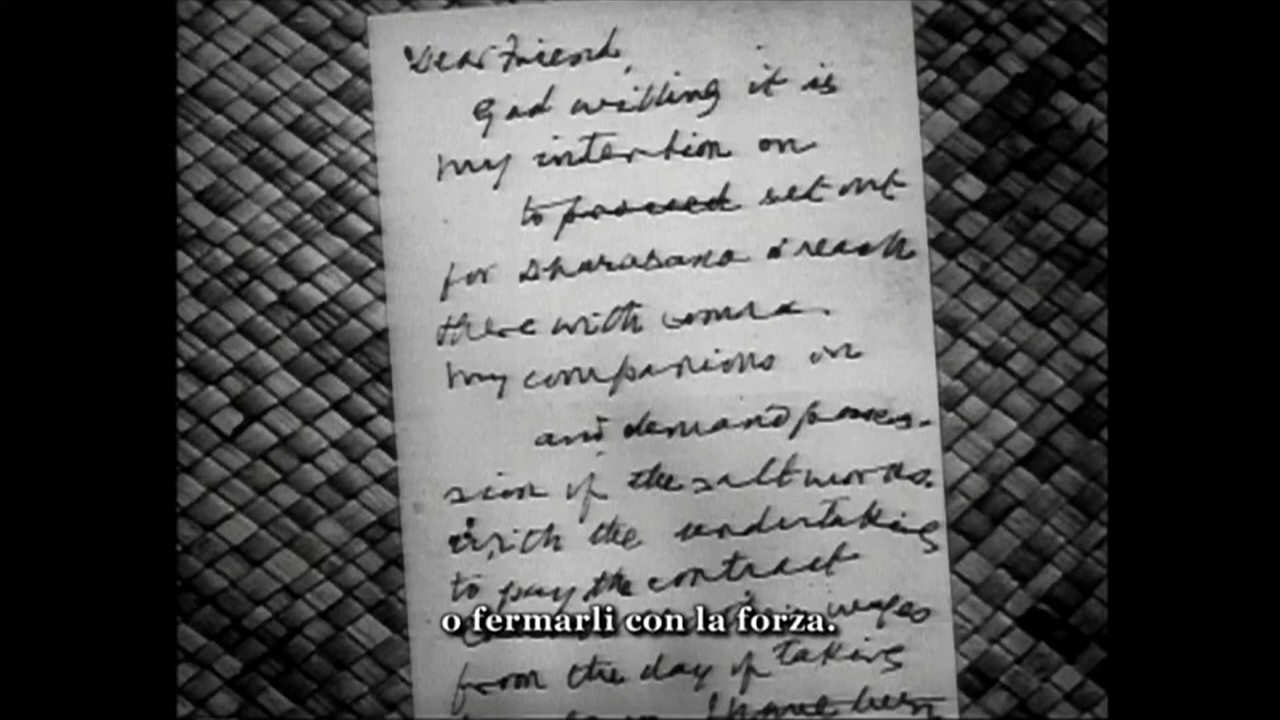 Dear Friend,
God willing it is
my intention on
to proceed set out
for Dharasana & reach
there with
my companions on
and demand posses-
sion of the salt works.
with the undertaking
to pay the contract
wages
o fermarli con la forza.
from the day of taking